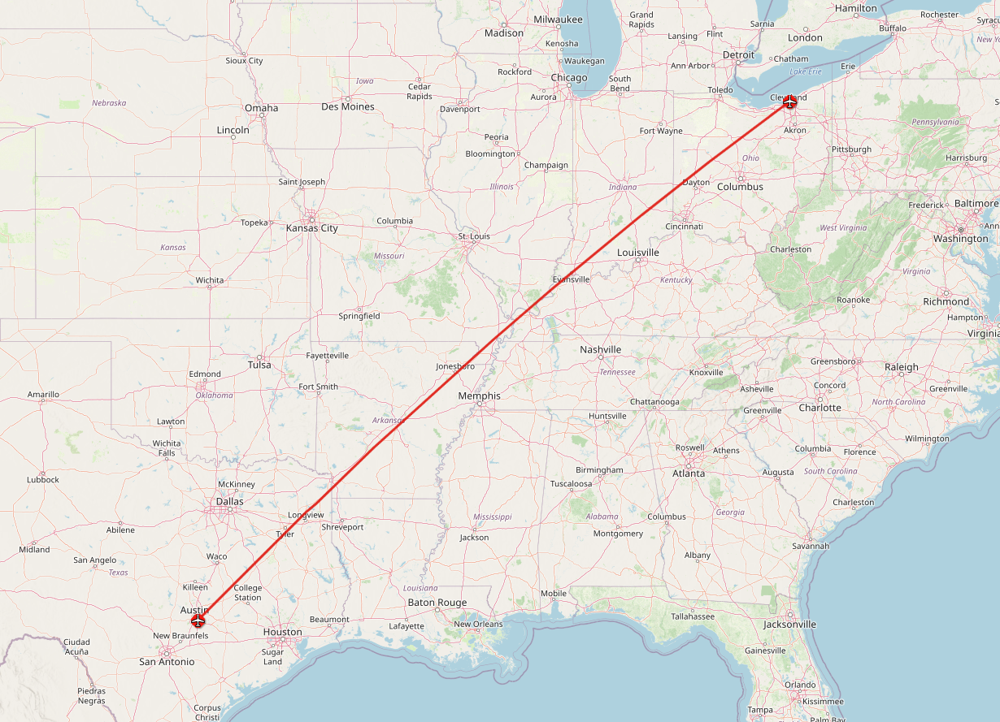 Milwaukee
Madison
Grand
Rapids
Hamilton
Rochester
Sarnia
Lansing
Flint
London
Buffalo
Kenosha
Waukegan
Detroit
Sioux City
Rockford
Ann Arbor
Chatham
Erie
Lake Erie
Chicago
South
Bend
Iowa
Cedar
Rapids
Aurora
Toledo
Cleveland
Nebraska
Omaha
Des Moines
Davenport
Lincoln
Peoria
Fort Wayne
Akron
Pennsylvania
Bloomington
Pittsburgh
Harrisburg
Champaign
Ohio
Saint Joseph
Illinois
Indiana
Dayton
Columbus
Frederick
Baltimore
Topeka
Kansas City
Columbia
St. Louis
Cincinnati
West Virginia
Washington
Kansas
Missouri
Louisville
Charleston
Wichita
Evansville
Kentucky
Virginia
Roanoke
Richmond
Springfield
Hampton
Virginia
Tulsa
Fayetteville
Nashville
Jonesboro
Greensboro
Raleigh
Edmond
Oklahoma
Fort Smith
Tennessee
Knoxville
Asheville
Concord
Greenville
Amarillo
Memphis
Chattanooga
Charlotte
North Carolina
Lawton
Arkansas
Huntsville
Greenville
Wichita
Falls
Roswell
Athens
Columbia
Florence
Wilmington
Lubbock
McKinney
Birmingham
Atlanta
Augusta
South Carolina
Tuscaloosa
Dallas
Charleston
Longview
Mississippi
Alabama
Columbus
Georgia
Abilene
Tyler
Shreveport
Jackson
Montgomery
Midland
San Angelo
Texas
Waco
Albany
Savannah
Killeen
College
Station
Louisiana
Mobile
Austin
Baton Rouge
Tallahassee
Jacksonville
New Braunfels
Houston
Beaumont
Lafayette
New Orleans
Ciudad
Acuña
San Antonio
Sugar
Land
Gainesville
Piedras
Negras
Orlando
Kissimmee
Corpus
Christi
Tampa
Palm Bay